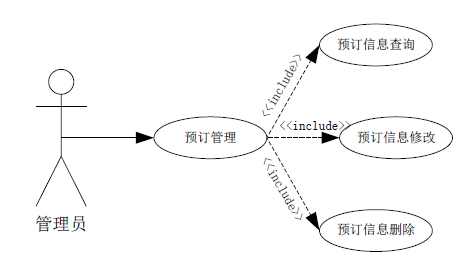 预订信息查询
<<include>>
<<include>>
预订管理
预订信息修改
<<include>>
管理员
预订信息删除